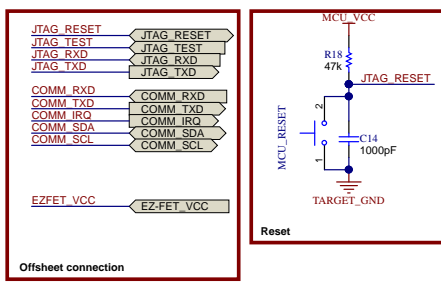 JTAG_RESET JTAG_RESET
JTAG_TEST JTAG_TEST
JTAG_RXD JTAG_RXD
JTAG_TXD JTAG_TXD
COMM_RXD COMM_RXD
COMM_TXD COMM_TXD
COMM_IRQ COMM_IRQ
COMM_SDA COMM_SDA
COMM_SCL COMM_SCL
EZFET_VCC EZ-FET_VCC
Offsheet connection
MCU_VCC
R18
47k
JTAG_RESET
MCU_RESET
2
1
C14
1000pF
TARGET_GND
Reset